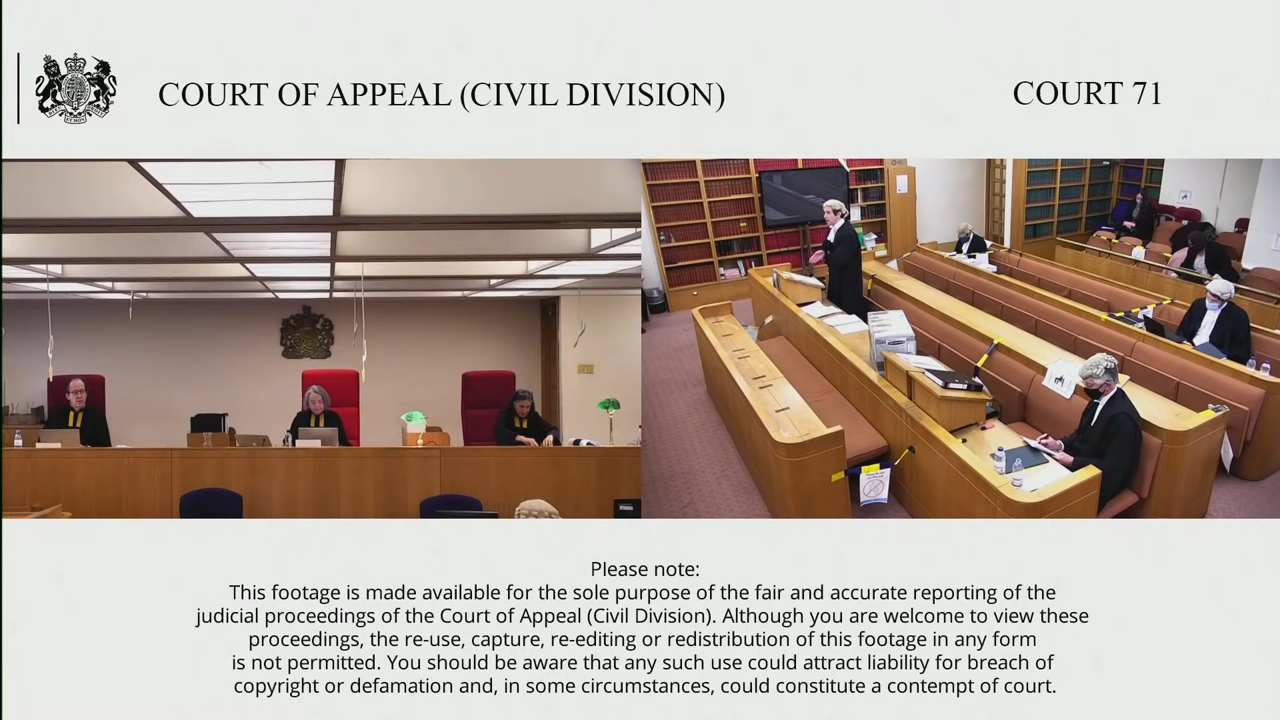 COURT OF APPEAL (CIVIL DIVISION)
COURT 71
Please note:
This footage is made available for the sole purpose of the fair and accurate reporting of the
judicial proceedings of the Court of Appeal (Civil Division). Although you are welcome to view these
proceedings, the re-use, capture, re-editing or redistribution of this footage in any form
is not permitted. You should be aware that any such use could attract liability for breach of
copyright or defamation and, in some circumstances, could constitute a contempt of court.